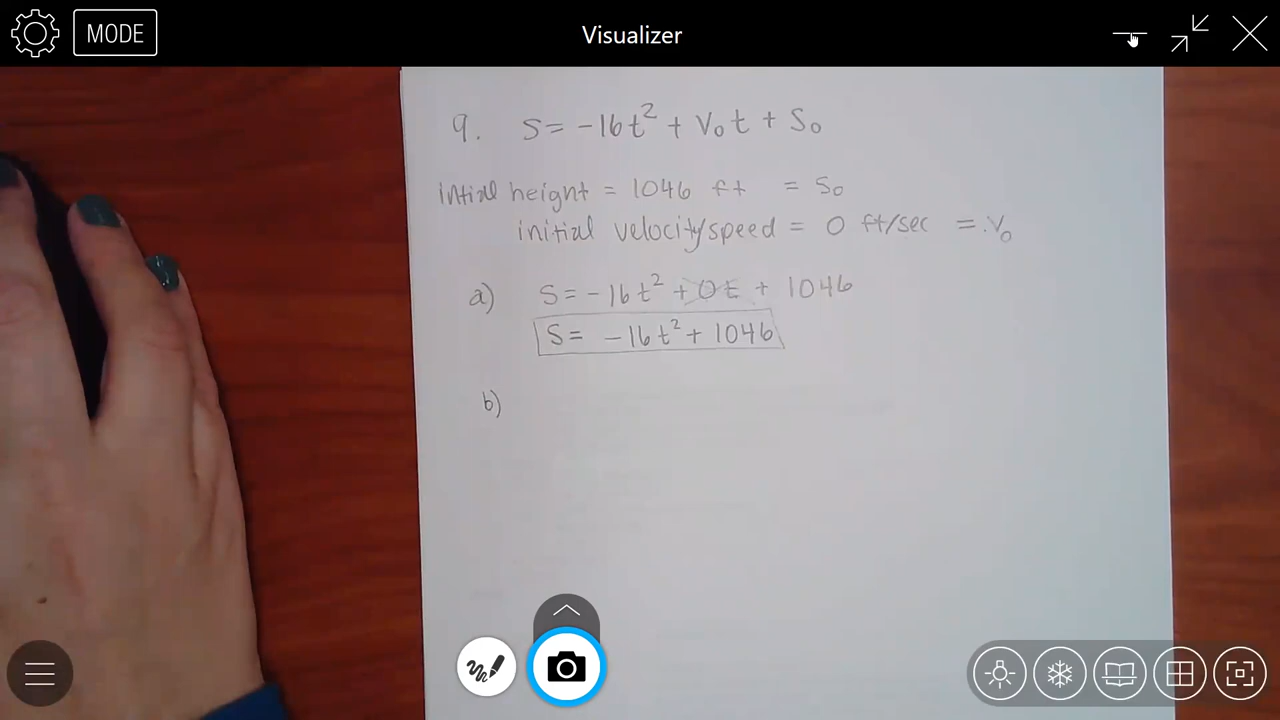 MODE
Visualizer
9. S = -16t² + V₀t + S₀
intial height = 1046 ft = S₀
initial velocity/speed = 0 ft/sec = V₀
a) S = -16t² + 0t + 1046
S = -16t² + 1046
b)